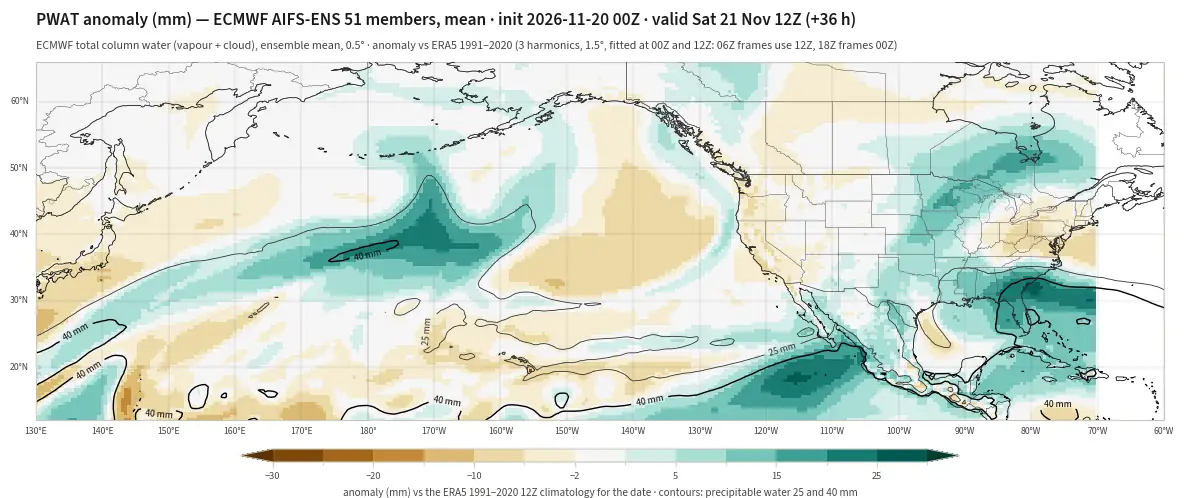 PWAT anomaly (mm) — ECMWF AIFS-ENS 51 members, mean · init 2026-11-20 00Z · valid Sat 21 Nov 12Z (+36 h)
ECMWF total column water (vapour + cloud), ensemble mean, 0.5° · anomaly vs ERA5 1991–2020 (3 harmonics, 1.5°, fitted at 00Z and 12Z: 06Z frames use 12Z, 18Z frames 00Z)
60°N
50°N
40°N
30°N
20°N
40 mm
40 mm
40 mm
25 mm
25 mm
40 mm
40 mm
40 mm
40 mm
130°E 140°E 150°E 160°E 170°E 180° 170°W 160°W 150°W 140°W 130°W 120°W 110°W 100°W 90°W 80°W 70°W 60°W
−30 −20 −10 −2 5 15 25
anomaly (mm) vs the ERA5 1991–2020 12Z climatology for the date · contours: precipitable water 25 and 40 mm